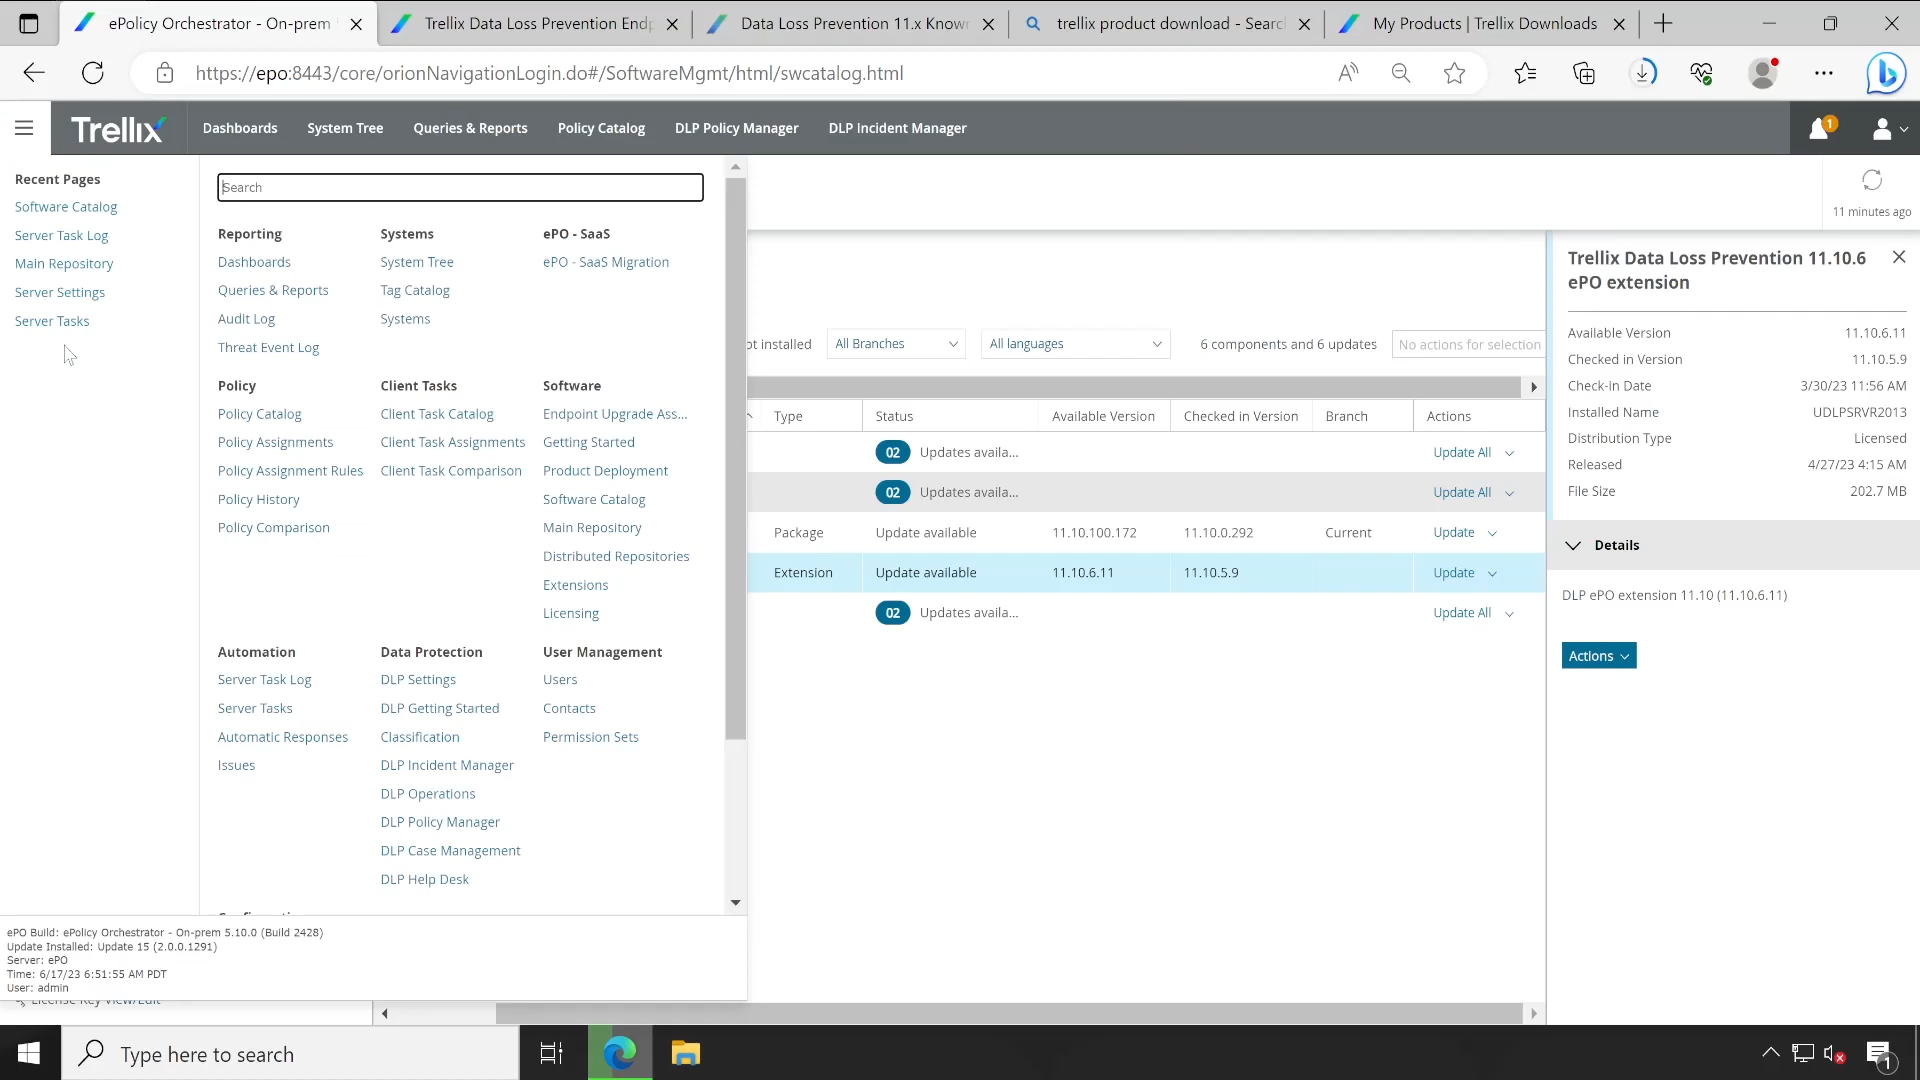 ePolicy Orchestrator - On-prem
Trellix Data Loss Prevention Endp
Data Loss Prevention 11.x Known
trellix product download - Searc
My Products | Trellix Downloads
https://epo:8443/core/orionNavigationLogin.do#/SoftwareMgmt/html/swcatalog.html
Trellix
Dashboards
System Tree
Queries & Reports
Policy Catalog
DLP Policy Manager
DLP Incident Manager
1
11 minutes ago
Recent Pages
Software Catalog
Server Task Log
Main Repository
Server Settings
Server Tasks
Search
Reporting
Dashboards
Queries & Reports
Audit Log
Threat Event Log
Systems
System Tree
Tag Catalog
Systems
ePO - SaaS
ePO - SaaS Migration
Policy
Policy Catalog
Policy Assignments
Policy Assignment Rules
Policy History
Policy Comparison
Client Tasks
Client Task Catalog
Client Task Assignments
Client Task Comparison
Software
Endpoint Upgrade Ass...
Getting Started
Product Deployment
Software Catalog
Main Repository
Distributed Repositories
Extensions
Licensing
Automation
Server Task Log
Server Tasks
Automatic Responses
Issues
Data Protection
DLP Settings
DLP Getting Started
Classification
DLP Incident Manager
DLP Operations
DLP Policy Manager
DLP Case Management
DLP Help Desk
User Management
Users
Contacts
Permission Sets
ePO Build: ePolicy Orchestrator - On-prem 5.10.0 (Build 2428)
Update Installed: Update 15 (2.0.0.1291)
Server: ePO
Time: 6/17/23 6:51:55 AM PDT
User: admin
License Key View/Edit
installed
All Branches
All languages
6 components and 6 updates
No actions for selection
Type Status Available Version Checked in Version Branch Actions
02 Updates availa... Update All
02 Updates availa... Update All
Package Update available 11.10.100.172 11.10.0.292 Current Update
Extension Update available 11.10.6.11 11.10.5.9 Update
02 Updates availa... Update All
Trellix Data Loss Prevention 11.10.6
ePO extension
Available Version 11.10.6.11
Checked in Version 11.10.5.9
Check-In Date 3/30/23 11:56 AM
Installed Name UDLPSRVR2013
Distribution Type Licensed
Released 4/27/23 4:15 AM
File Size 202.7 MB
Details
DLP ePO extension 11.10 (11.10.6.11)
Actions
Type here to search
1